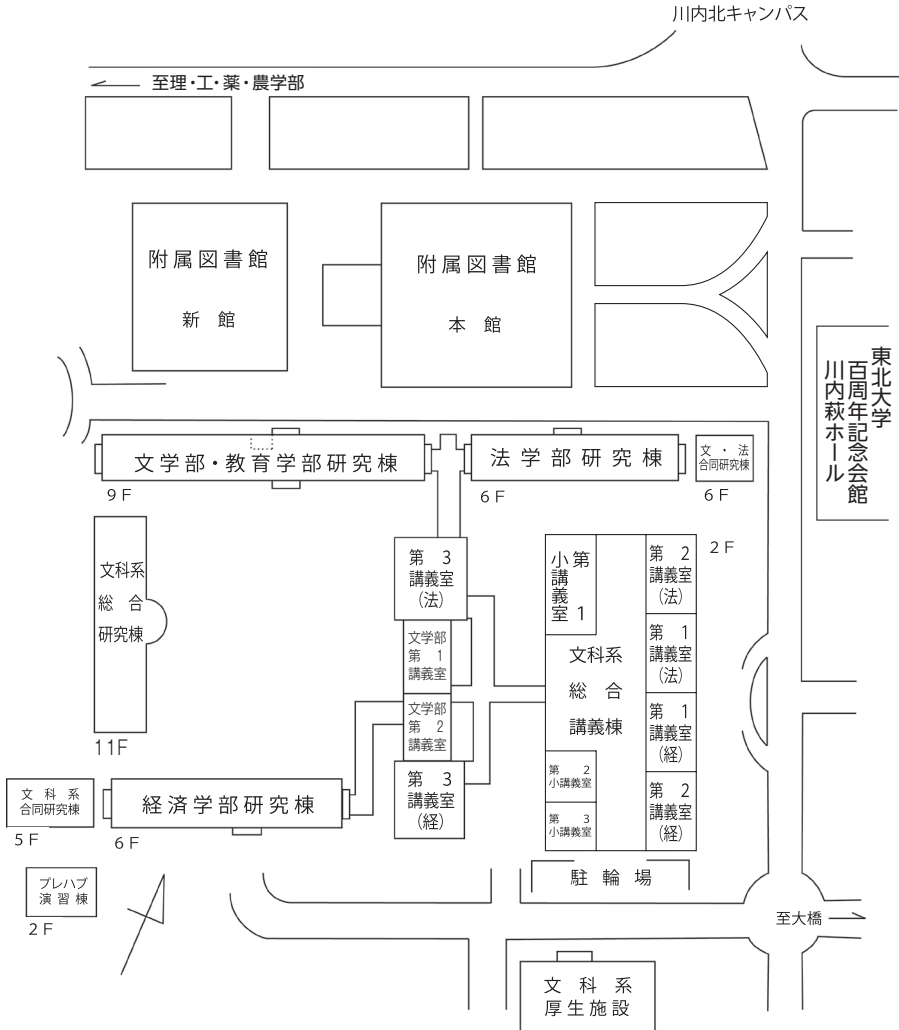 川内北キャンパス
至理・工・薬・農学部
附属図書館
新　館
附属図書館
本　館
東北大学
百周年記念会館
川内萩ホール
文学部・教育学部研究棟
9F
法学部研究棟
6F
文・法
合同研究棟
6F
文科系
総　合
研究棟
11F
第　3
講義室
(法)
文学部
第　1
講義室
文学部
第　2
講義室
第　3
講義室
(経)
2F
第　1
小講義室
文科系
総　合
講義棟
第　2
小講義室
第　3
小講義室
第　2
講義室
(法)
第　1
講義室
(法)
第　1
講義室
(経)
第　2
講義室
(経)
文科系
合同研究棟
5F
経済学部研究棟
6F
プレハブ
演習棟
2F
駐輪場
至大橋
文科系
厚生施設